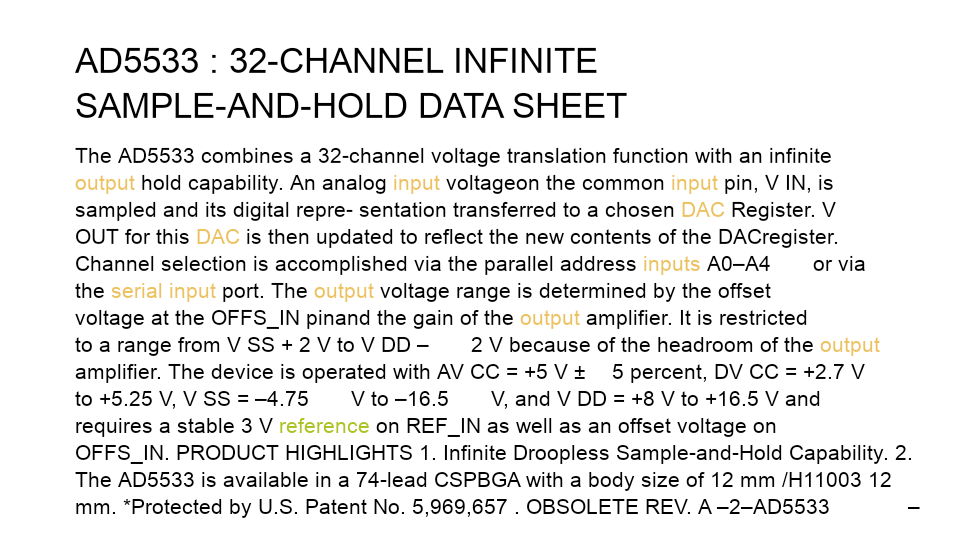 AD5533 : 32-CHANNEL INFINITE
SAMPLE-AND-HOLD DATA SHEET
The AD5533 combines a 32-channel voltage translation function with an infinite
output hold capability. An analog input voltageon the common input pin, V IN, is
sampled and its digital repre- sentation transferred to a chosen DAC Register. V
OUT for this DAC is then updated to reflect the new contents of the DACregister.
Channel selection is accomplished via the parallel address inputs A0–A4 or via
the serial input port. The output voltage range is determined by the offset
voltage at the OFFS_IN pinand the gain of the output amplifier. It is restricted
to a range from V SS + 2 V to V DD – 2 V because of the headroom of the output
amplifier. The device is operated with AV CC = +5 V ± 5 percent, DV CC = +2.7 V
to +5.25 V, V SS = –4.75 V to –16.5 V, and V DD = +8 V to +16.5 V and
requires a stable 3 V reference on REF_IN as well as an offset voltage on
OFFS_IN. PRODUCT HIGHLIGHTS 1. Infinite Droopless Sample-and-Hold Capability. 2.
The AD5533 is available in a 74-lead CSPBGA with a body size of 12 mm /H11003 12
mm. *Protected by U.S. Patent No. 5,969,657 . OBSOLETE REV. A –2–AD5533 –